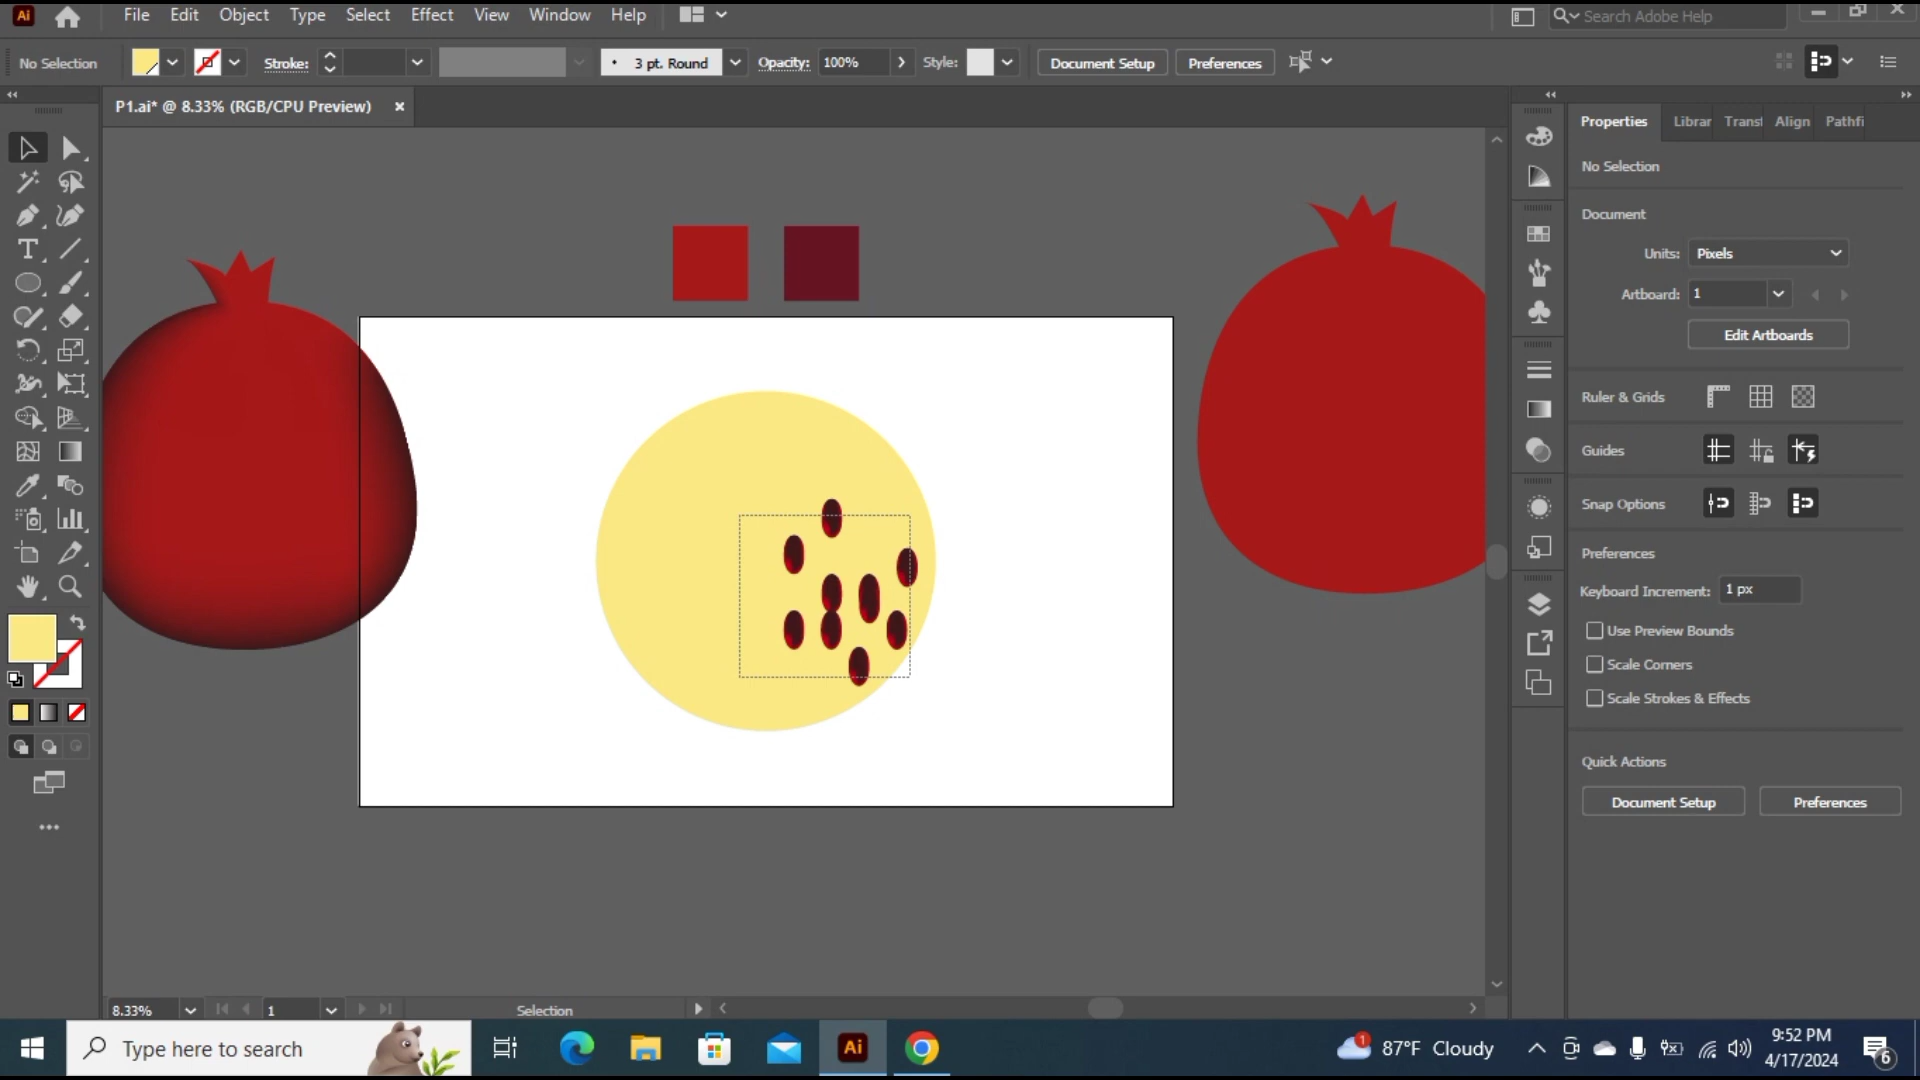 Ai File Edit Object Type Select Effect View Window Help Search Adobe Help
No Selection Stroke: 3 pt. Round Opacity: 100% Style: Document Setup Preferences
P1.ai* @ 8.33% (RGB/CPU Preview)
Properties Librar Transf Align Pathfi
No Selection
Document
Units: Pixels
Artboard: 1
Edit Artboards
Ruler & Grids
Guides
Snap Options
Preferences
Keyboard Increment: 1 px
Use Preview Bounds
Scale Corners
Scale Strokes & Effects
Quick Actions
Document Setup Preferences
8.33% 1 Selection
Type here to search Ai 1 87°F Cloudy 9:52 PM
4/17/2024 6